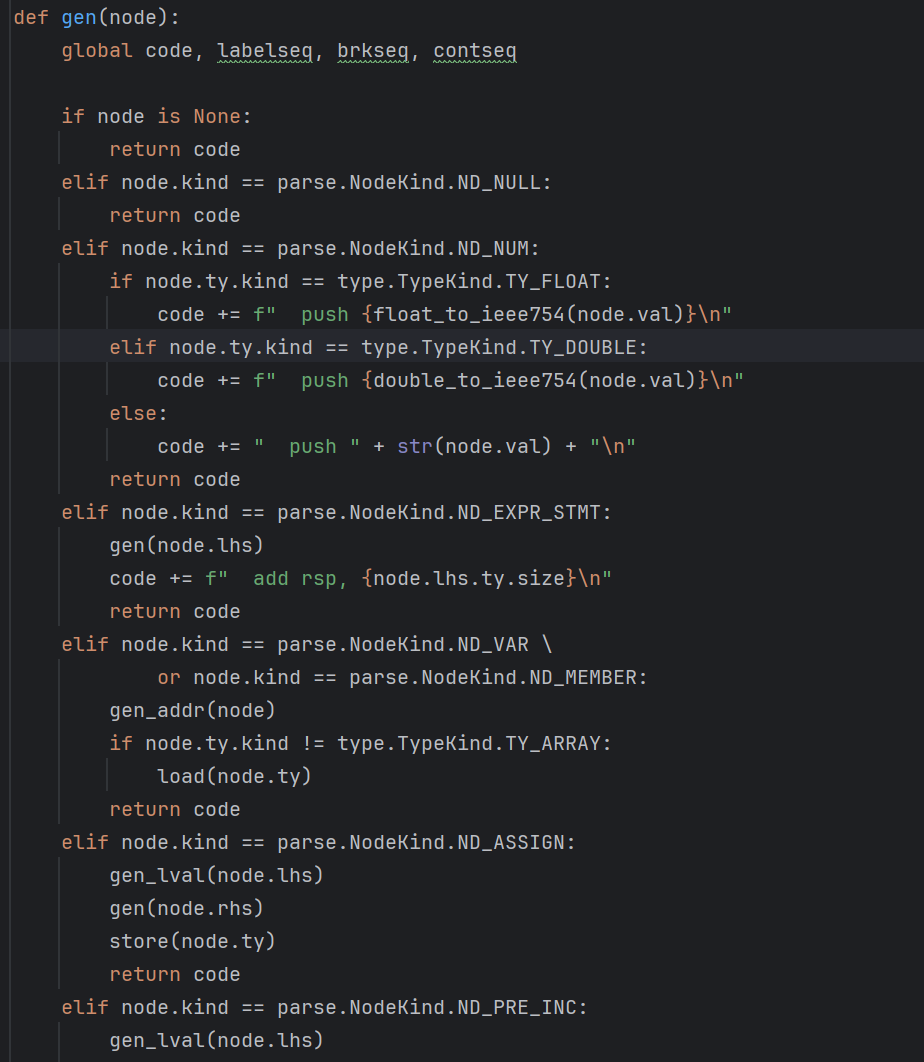 def gen(node):
    global code, labelseq, brkseq, contseq

    if node is None:
        return code
    elif node.kind == parse.NodeKind.ND_NULL:
        return code
    elif node.kind == parse.NodeKind.ND_NUM:
        if node.ty.kind == type.TypeKind.TY_FLOAT:
            code += f"  push {float_to_ieee754(node.val)}\n"
        elif node.ty.kind == type.TypeKind.TY_DOUBLE:
            code += f"  push {double_to_ieee754(node.val)}\n"
        else:
            code += "  push " + str(node.val) + "\n"
        return code
    elif node.kind == parse.NodeKind.ND_EXPR_STMT:
        gen(node.lhs)
        code += f"  add rsp, {node.lhs.ty.size}\n"
        return code
    elif node.kind == parse.NodeKind.ND_VAR \
            or node.kind == parse.NodeKind.ND_MEMBER:
        gen_addr(node)
        if node.ty.kind != type.TypeKind.TY_ARRAY:
            load(node.ty)
        return code
    elif node.kind == parse.NodeKind.ND_ASSIGN:
        gen_lval(node.lhs)
        gen(node.rhs)
        store(node.ty)
        return code
    elif node.kind == parse.NodeKind.ND_PRE_INC:
        gen_lval(node.lhs)